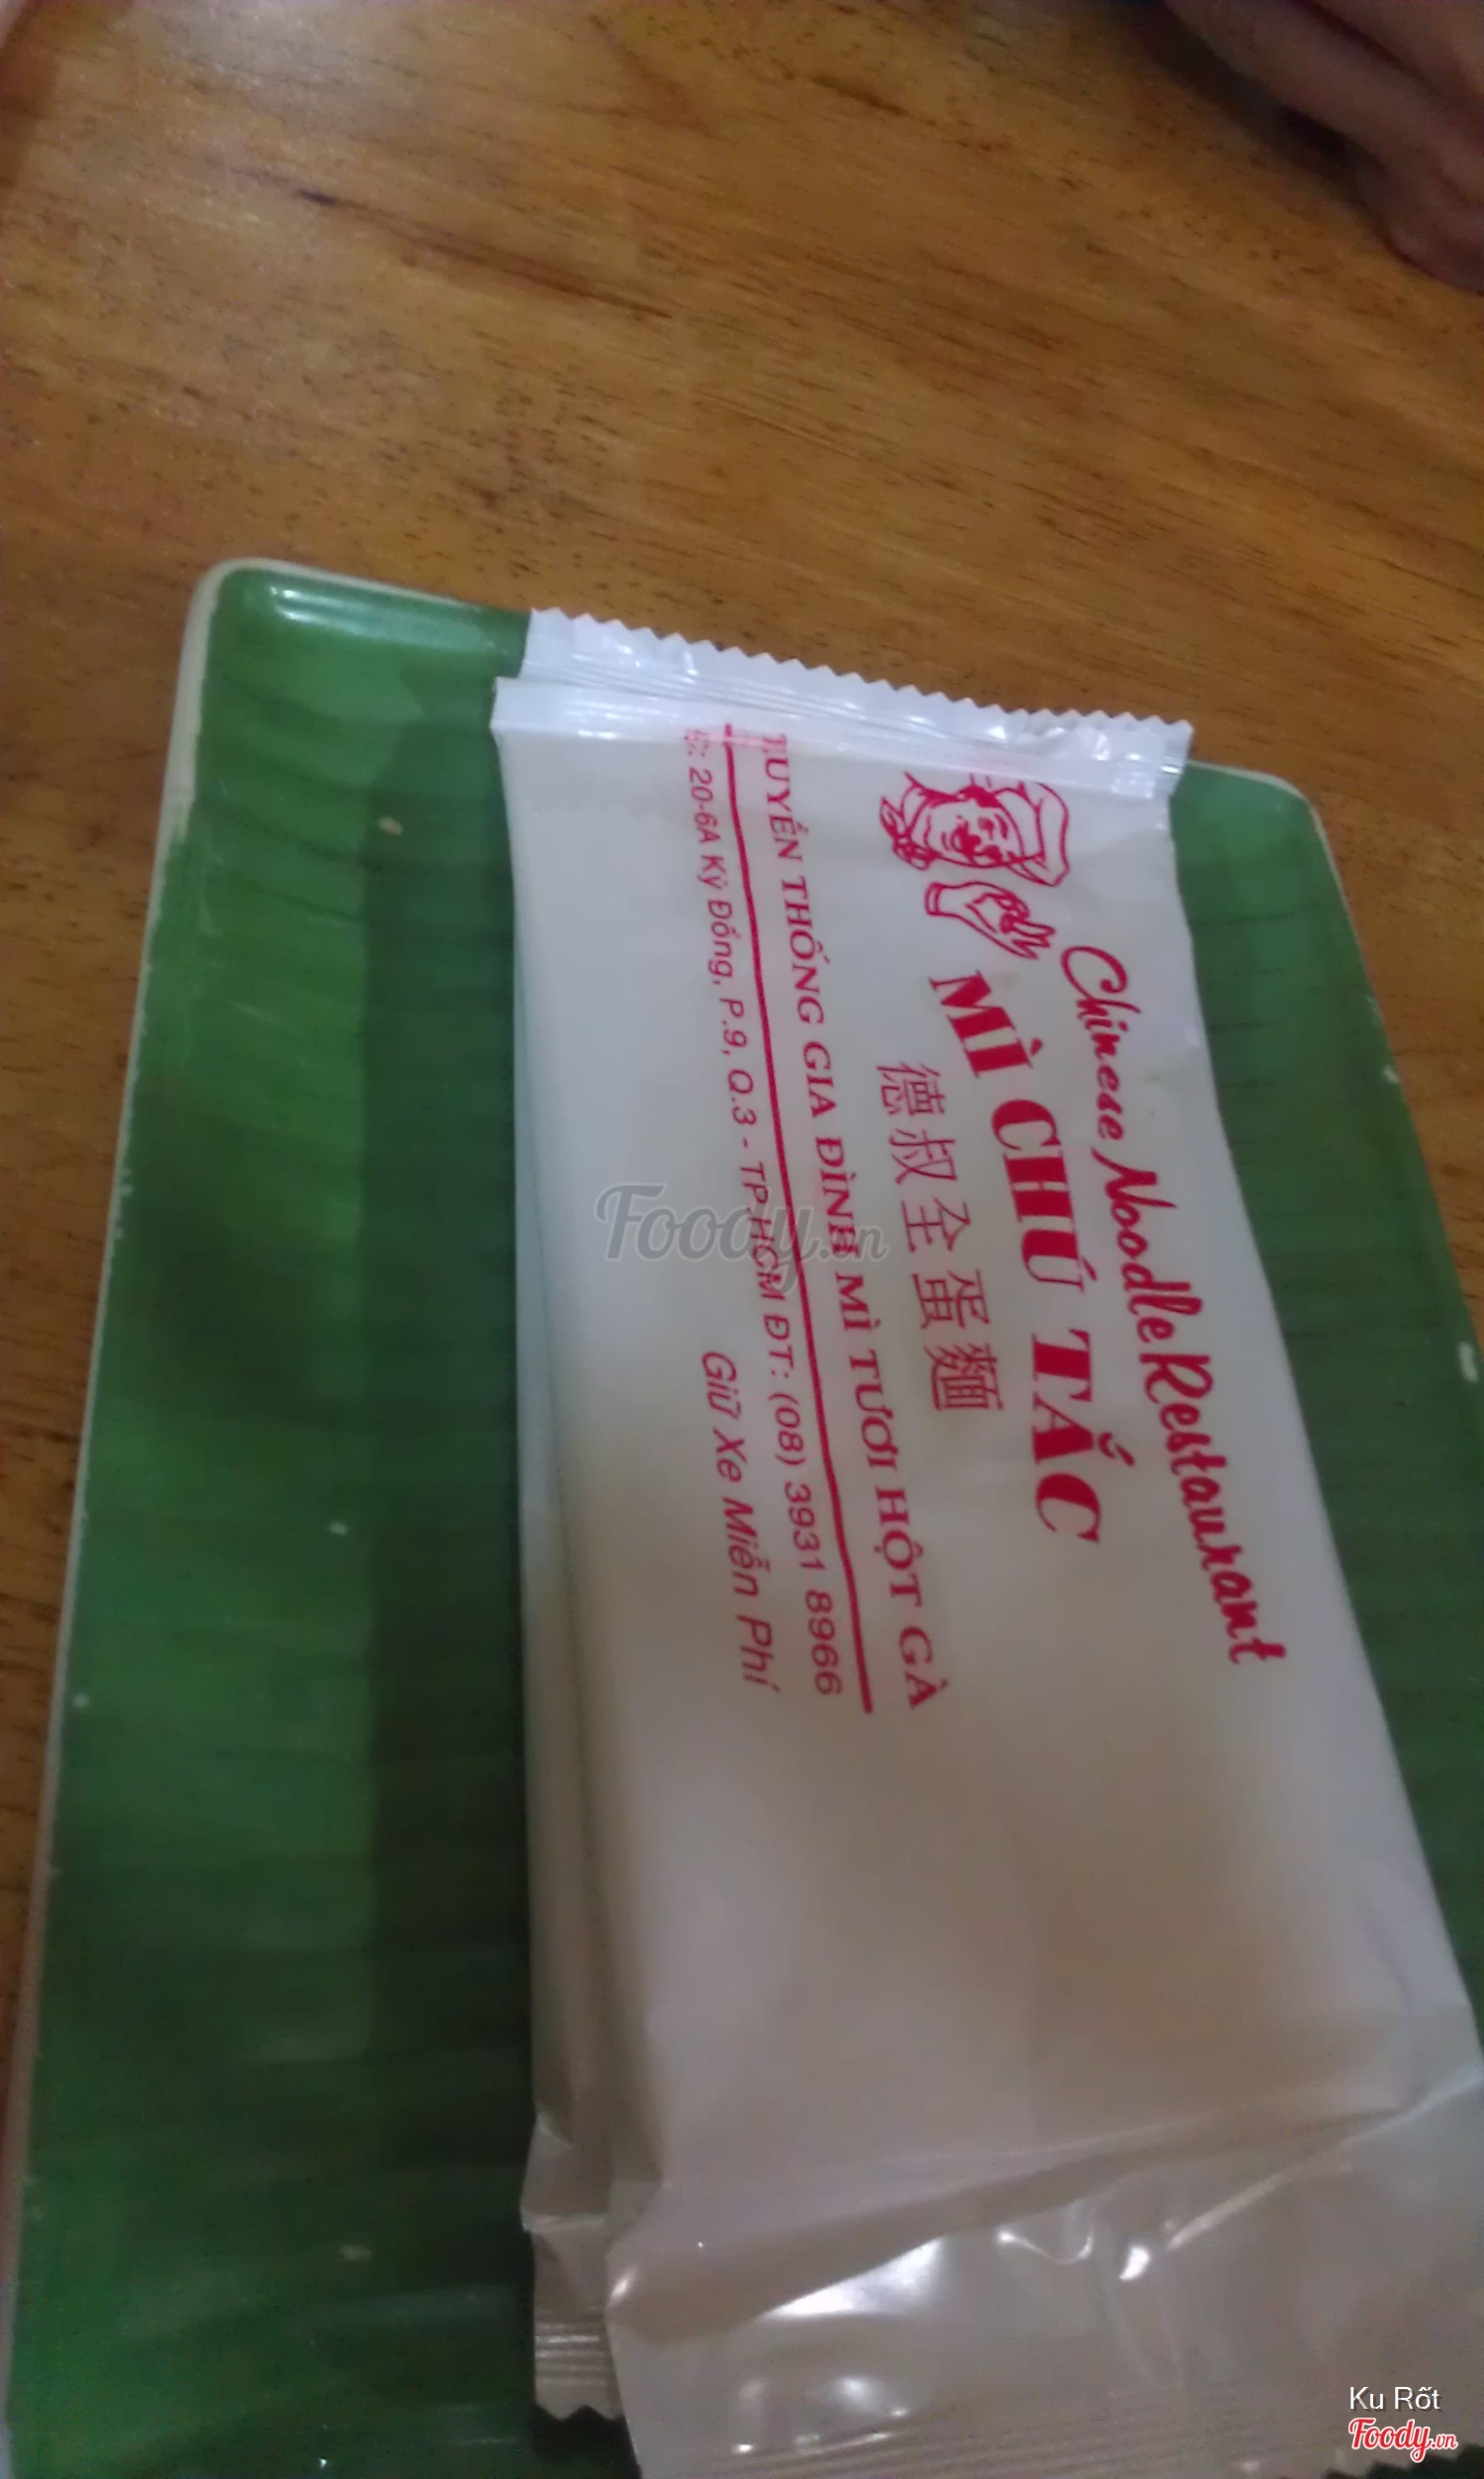 Chinese Noodle Restaurant
MÌ CHÚ TẮC
德叔全蛋麵
TRUYỀN THỐNG GIA ĐÌNH MÌ TƯƠI HỘT GÀ
20-6A Kỳ Đồng, P.9, Q.3 - TP.HCM ĐT: (08) 3931 8966
Giữ Xe Miễn Phí
Foody.vn
Ku Rốt
Foody.vn